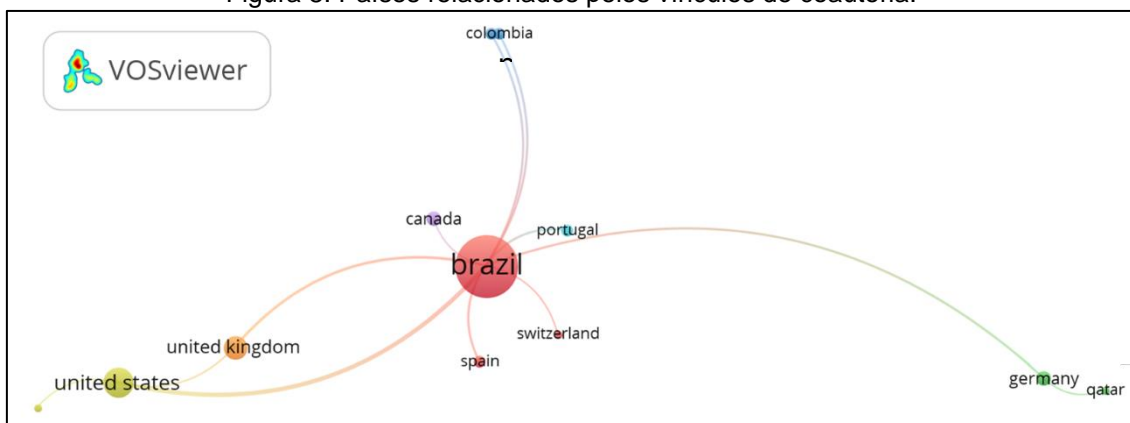 Figura Países relacionados pelos vínculos de coautoria.
colombia
VOSviewer
canada
portugal
brazil
switzerland
united kingdom
spain
united states
germany
qatar